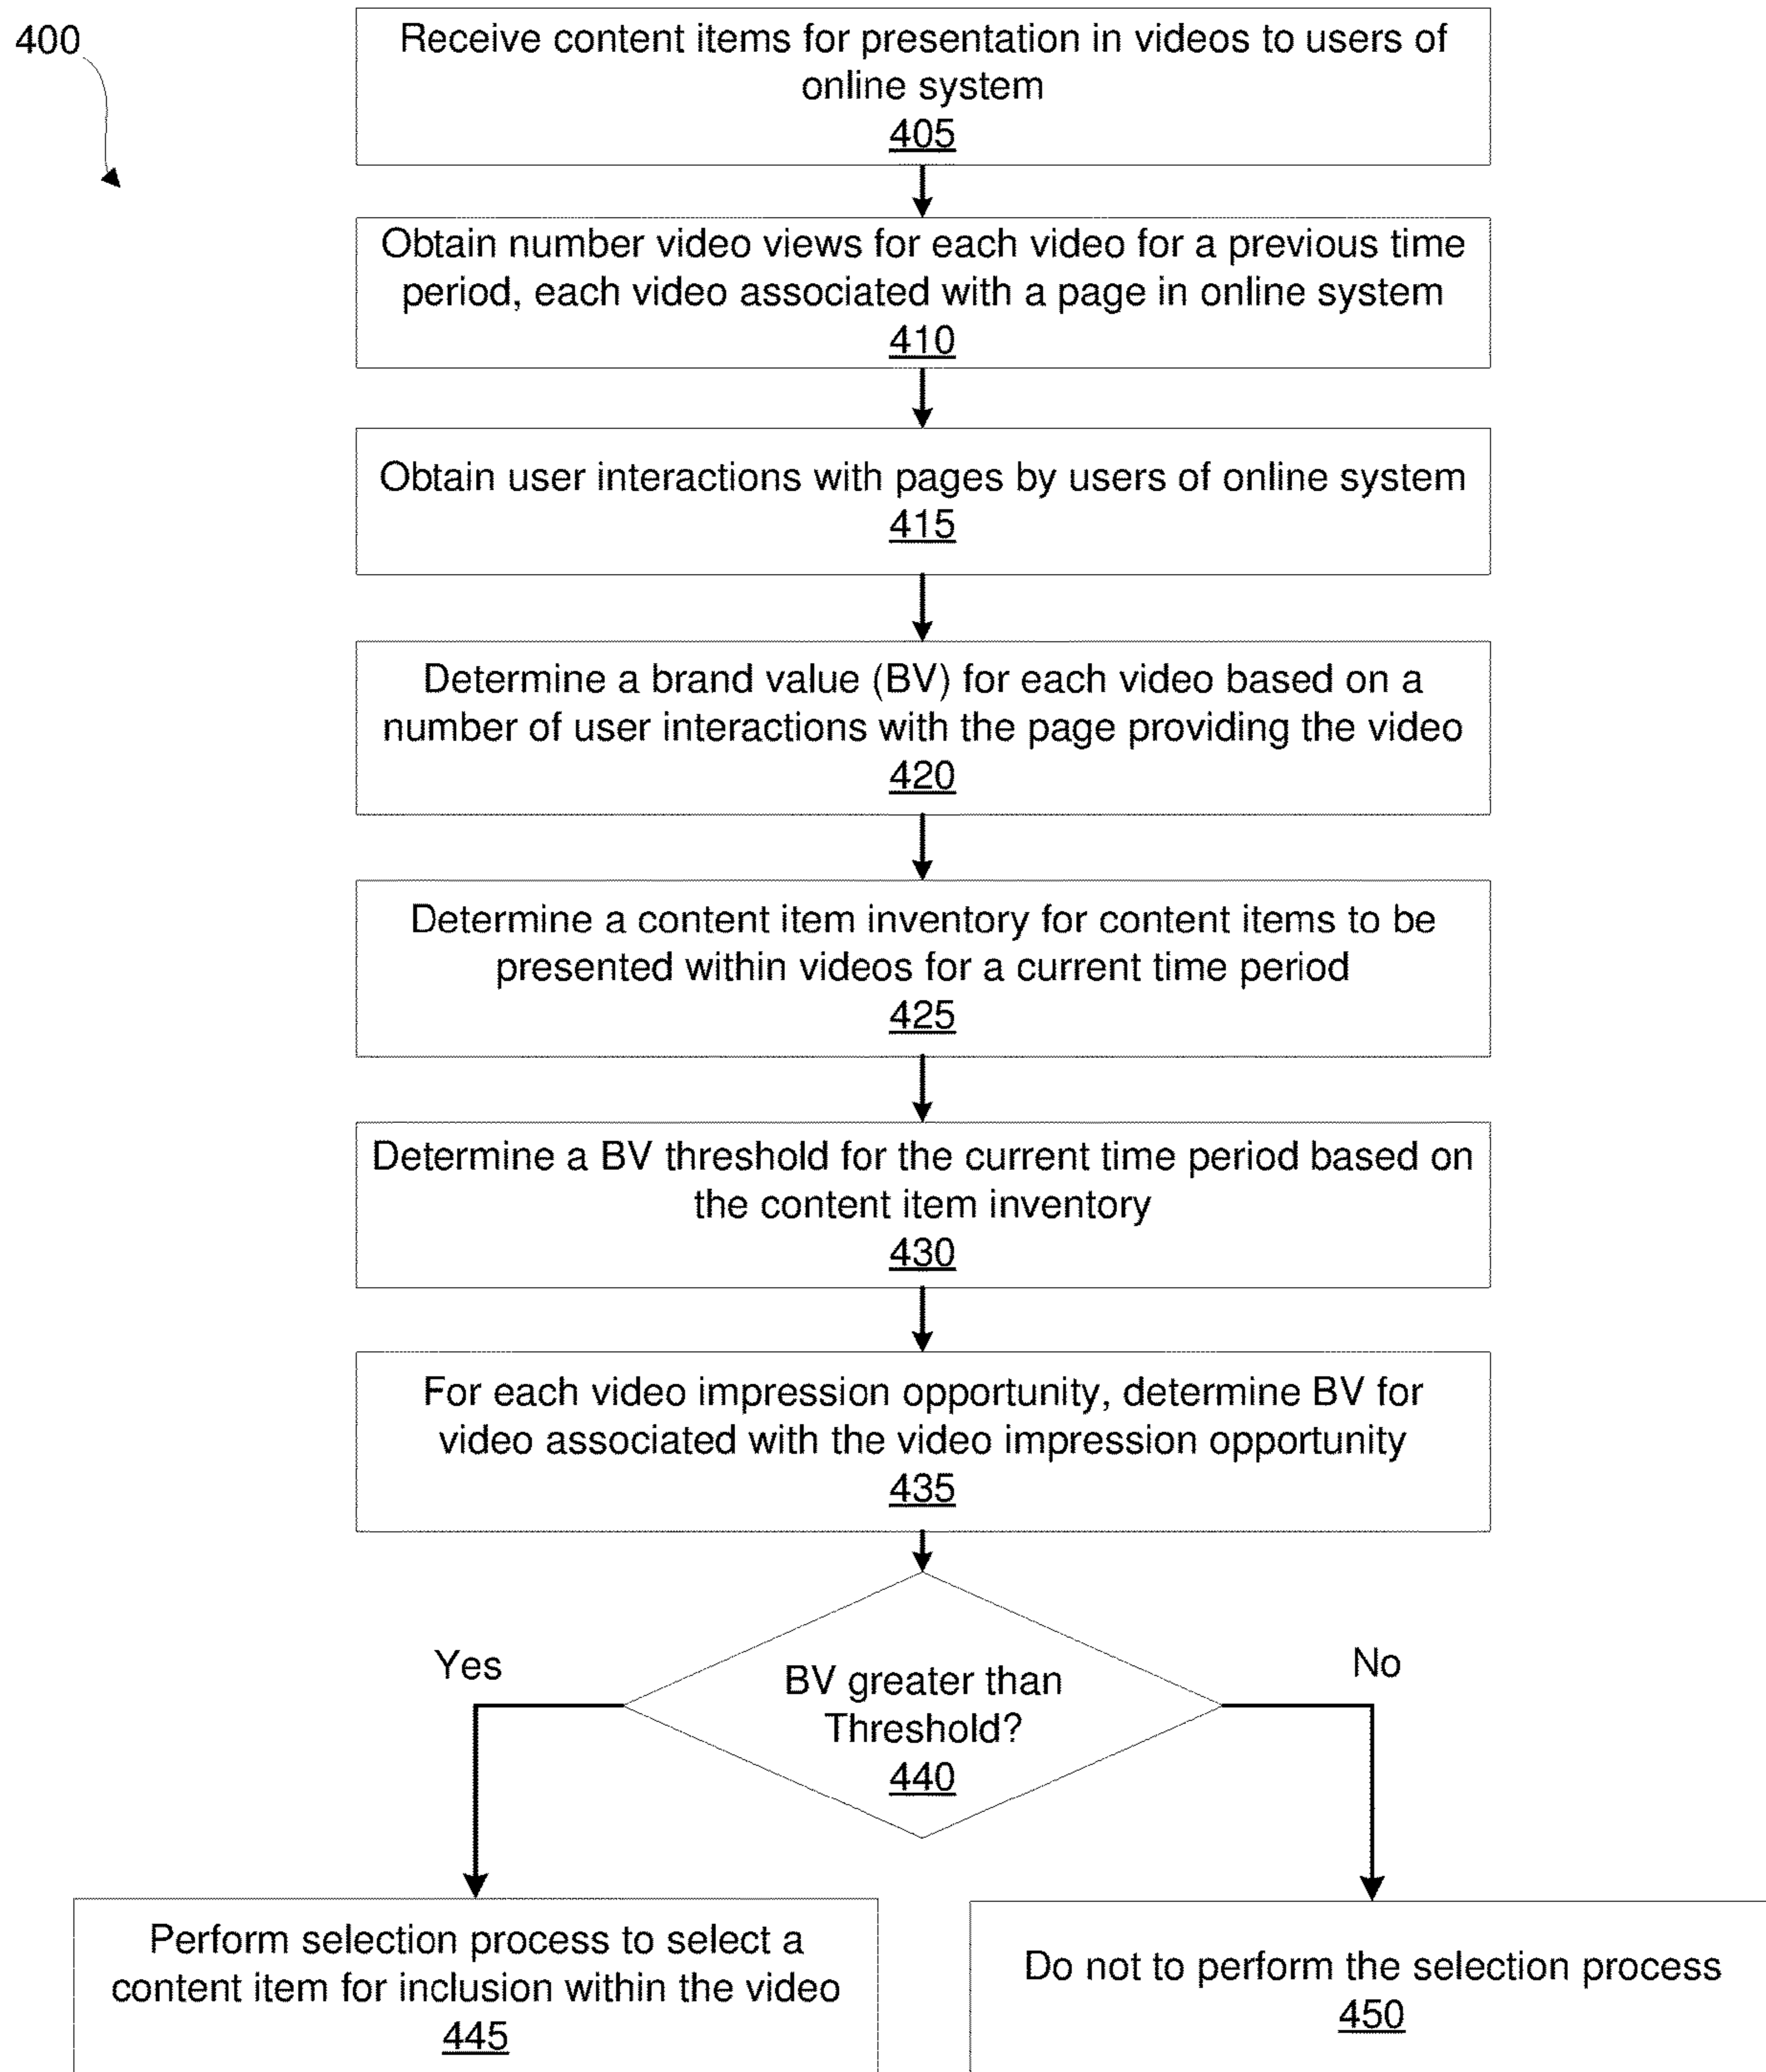 400
Receive content items for presentation in videos to users of
online system
405
Obtain number video views for each video for a previous time
period, each video associated with a page in online system
410
Obtain user interactions with pages by users of online system
415
Determine a brand value (BV) for each video based on a
number of user interactions with the page providing the video
420
Determine a content item inventory for content items to be
presented within videos for a current time period
425
Determine a BV threshold for the current time period based on
the content item inventory
430
For each video impression opportunity, determine BV for
video associated with the video impression opportunity
435
Yes
No
BV greater than
Threshold?
440
Perform selection process to select a
content item for inclusion within the video
445
Do not to perform the selection process
450